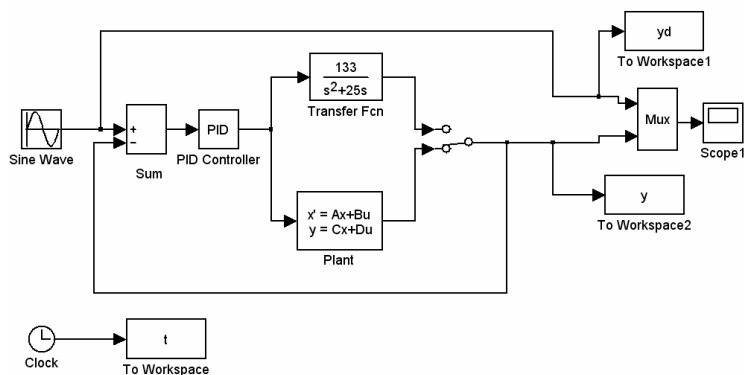 yd
To Workspace1
133
s²+25s
Transfer Fcn
Sine Wave
+
−
Sum
PID
PID Controller
Mux
Scope1
x' = Ax+Bu
y = Cx+Du
Plant
y
To Workspace2
Clock
t
To Workspace